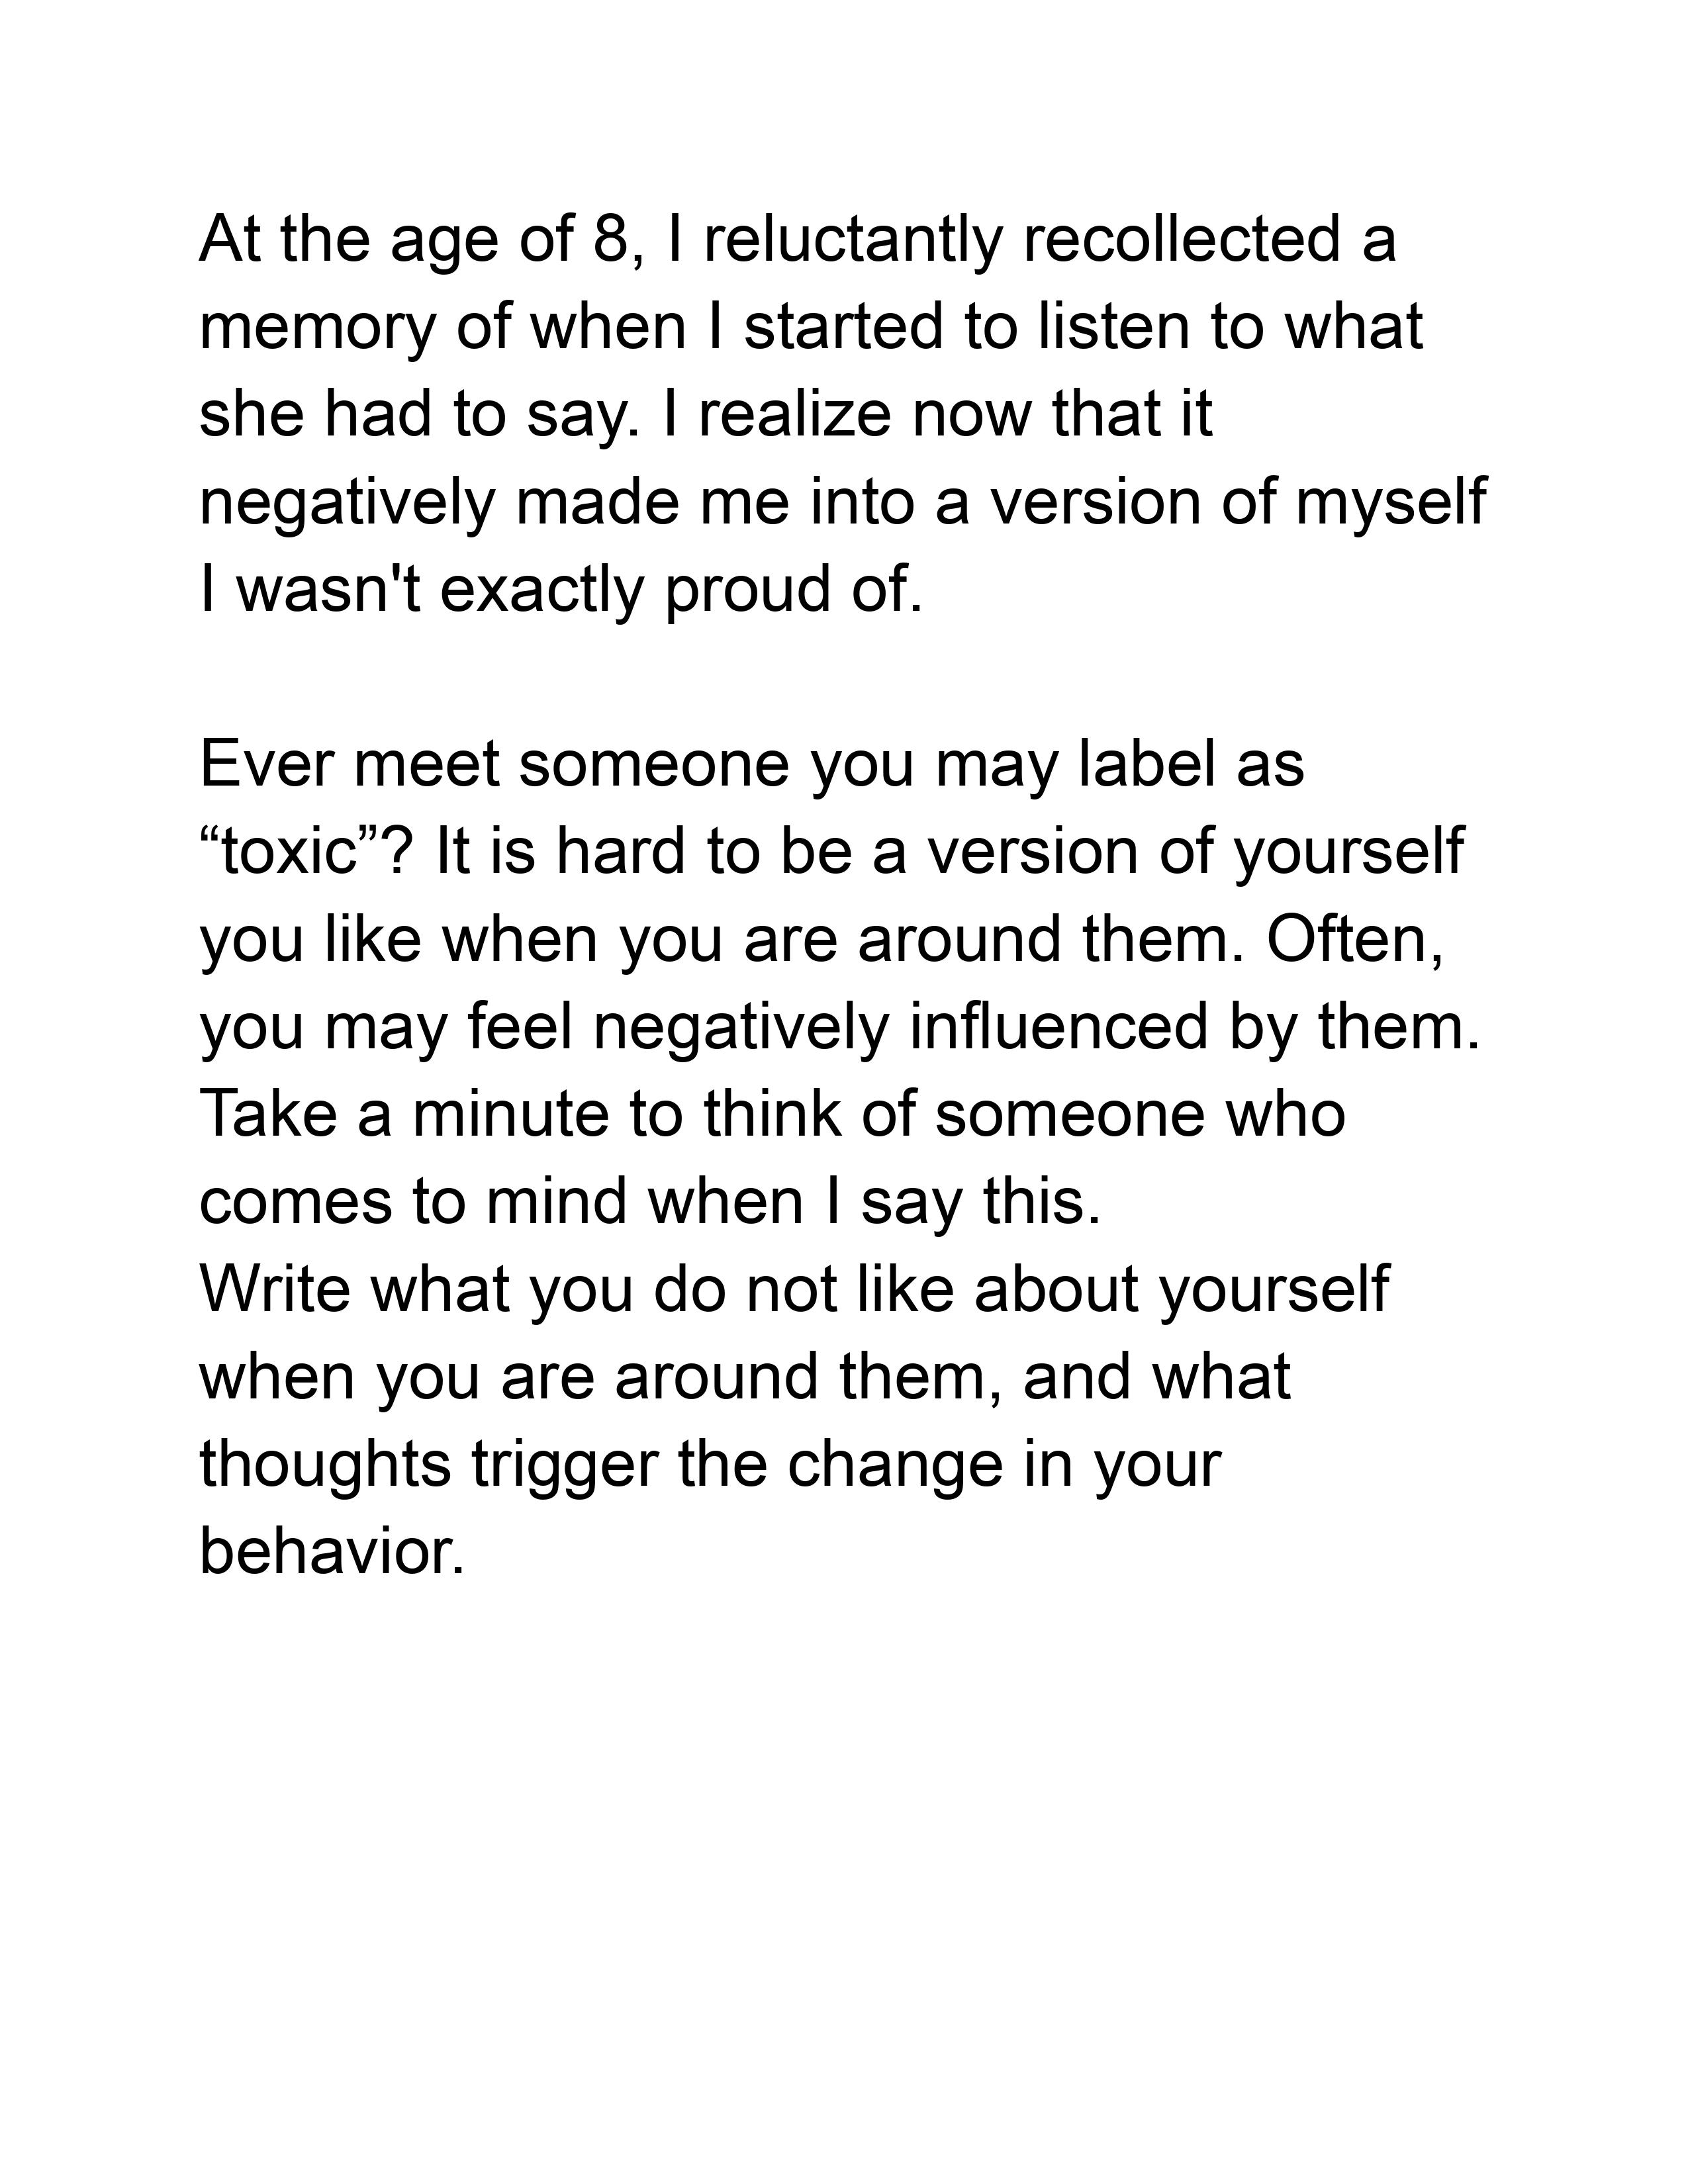 At the age of 8, I reluctantly recollected a
memory of when I started to listen to what
she had to say. I realize now that it
negatively made me into a version of myself
I wasn't exactly proud of.
Ever meet someone you may label as
“toxic”? It is hard to be a version of yourself
you like when you are around them. Often,
you may feel negatively influenced by them.
Take a minute to think of someone who
comes to mind when I say this.
Write what you do not like about yourself
when you are around them, and what
thoughts trigger the change in your
behavior.